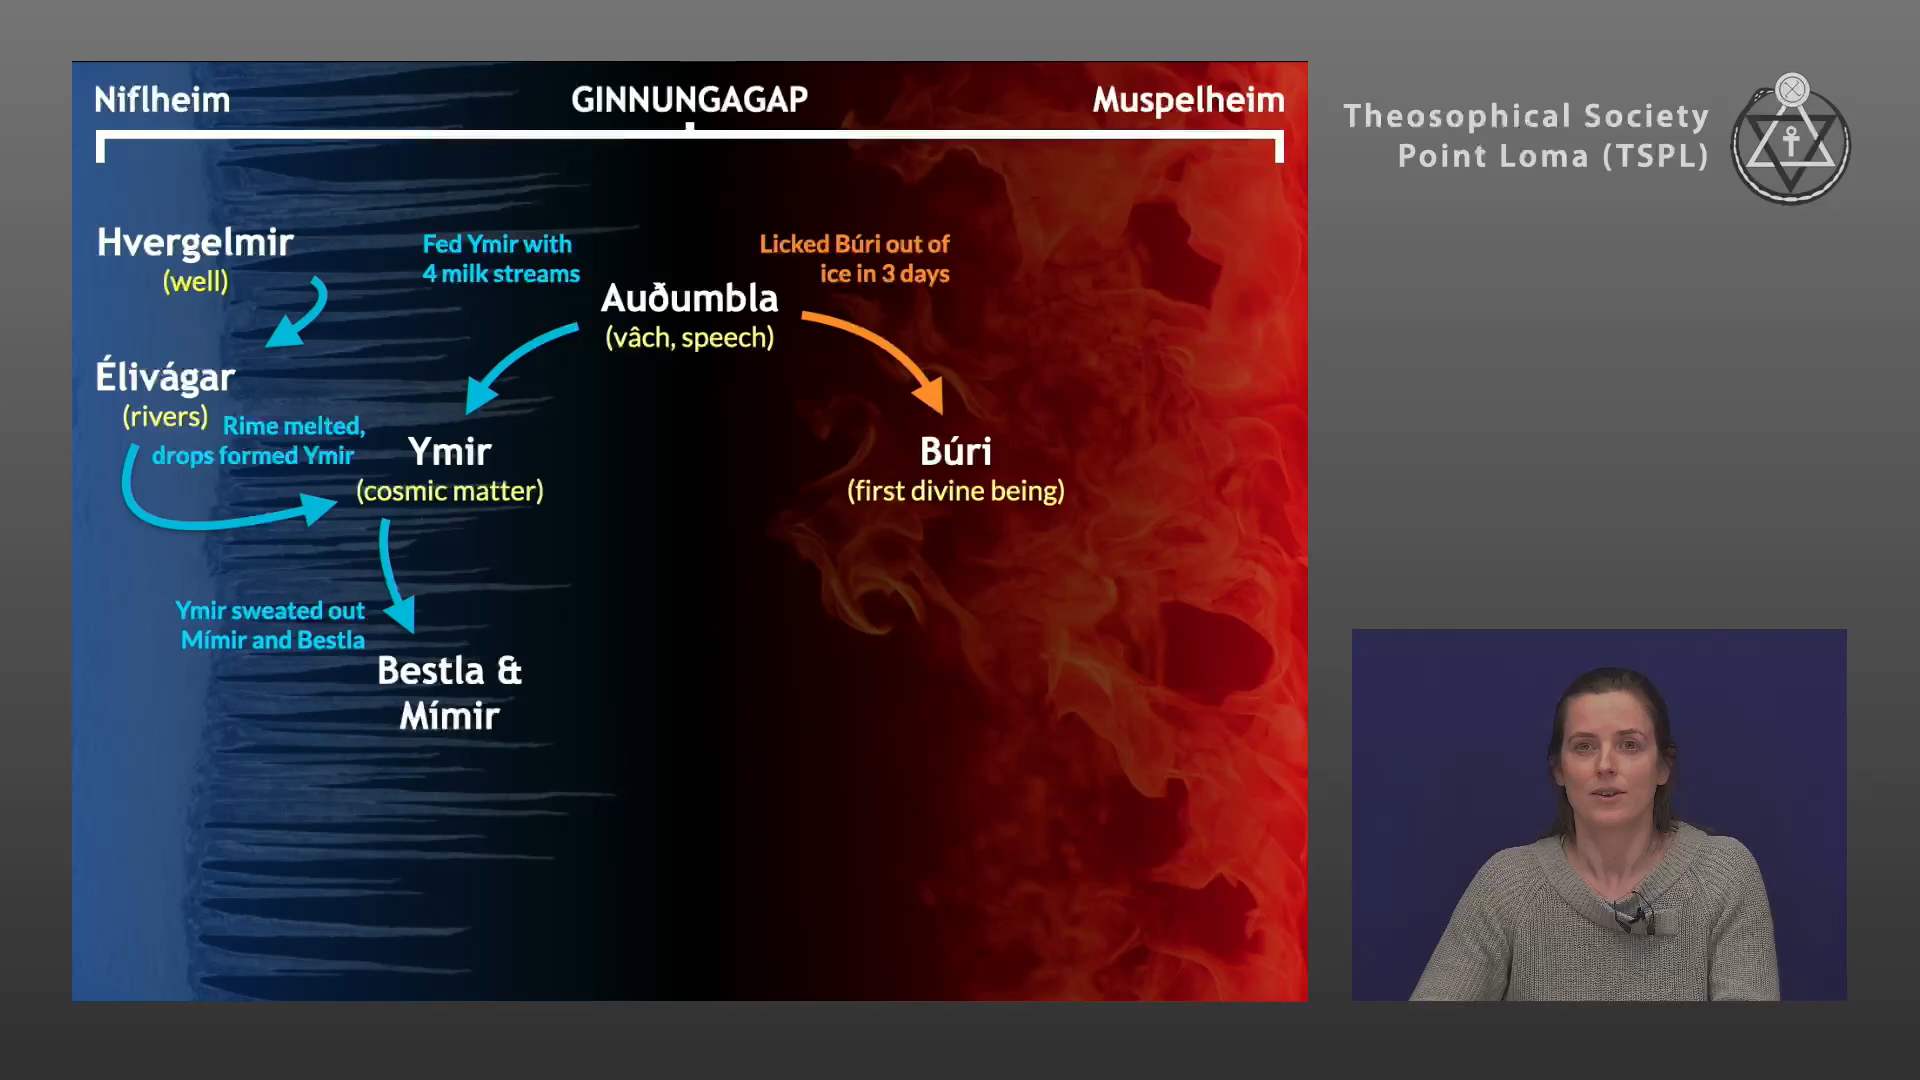 Niflheim
GINNUNGAGAP
Muspelheim
Theosophical Society
Point Loma (TSPL)
Hvergelmir
(well)
Fed Ymir with
4 milk streams
Licked Búri out of
ice in 3 days
Auðumbla
(vâch, speech)
Élivágar
(rivers)
Rime melted,
drops formed Ymir
Ymir
(cosmic matter)
Búri
(first divine being)
Ymir sweated out
Mímir and Bestla
Bestla &
Mímir